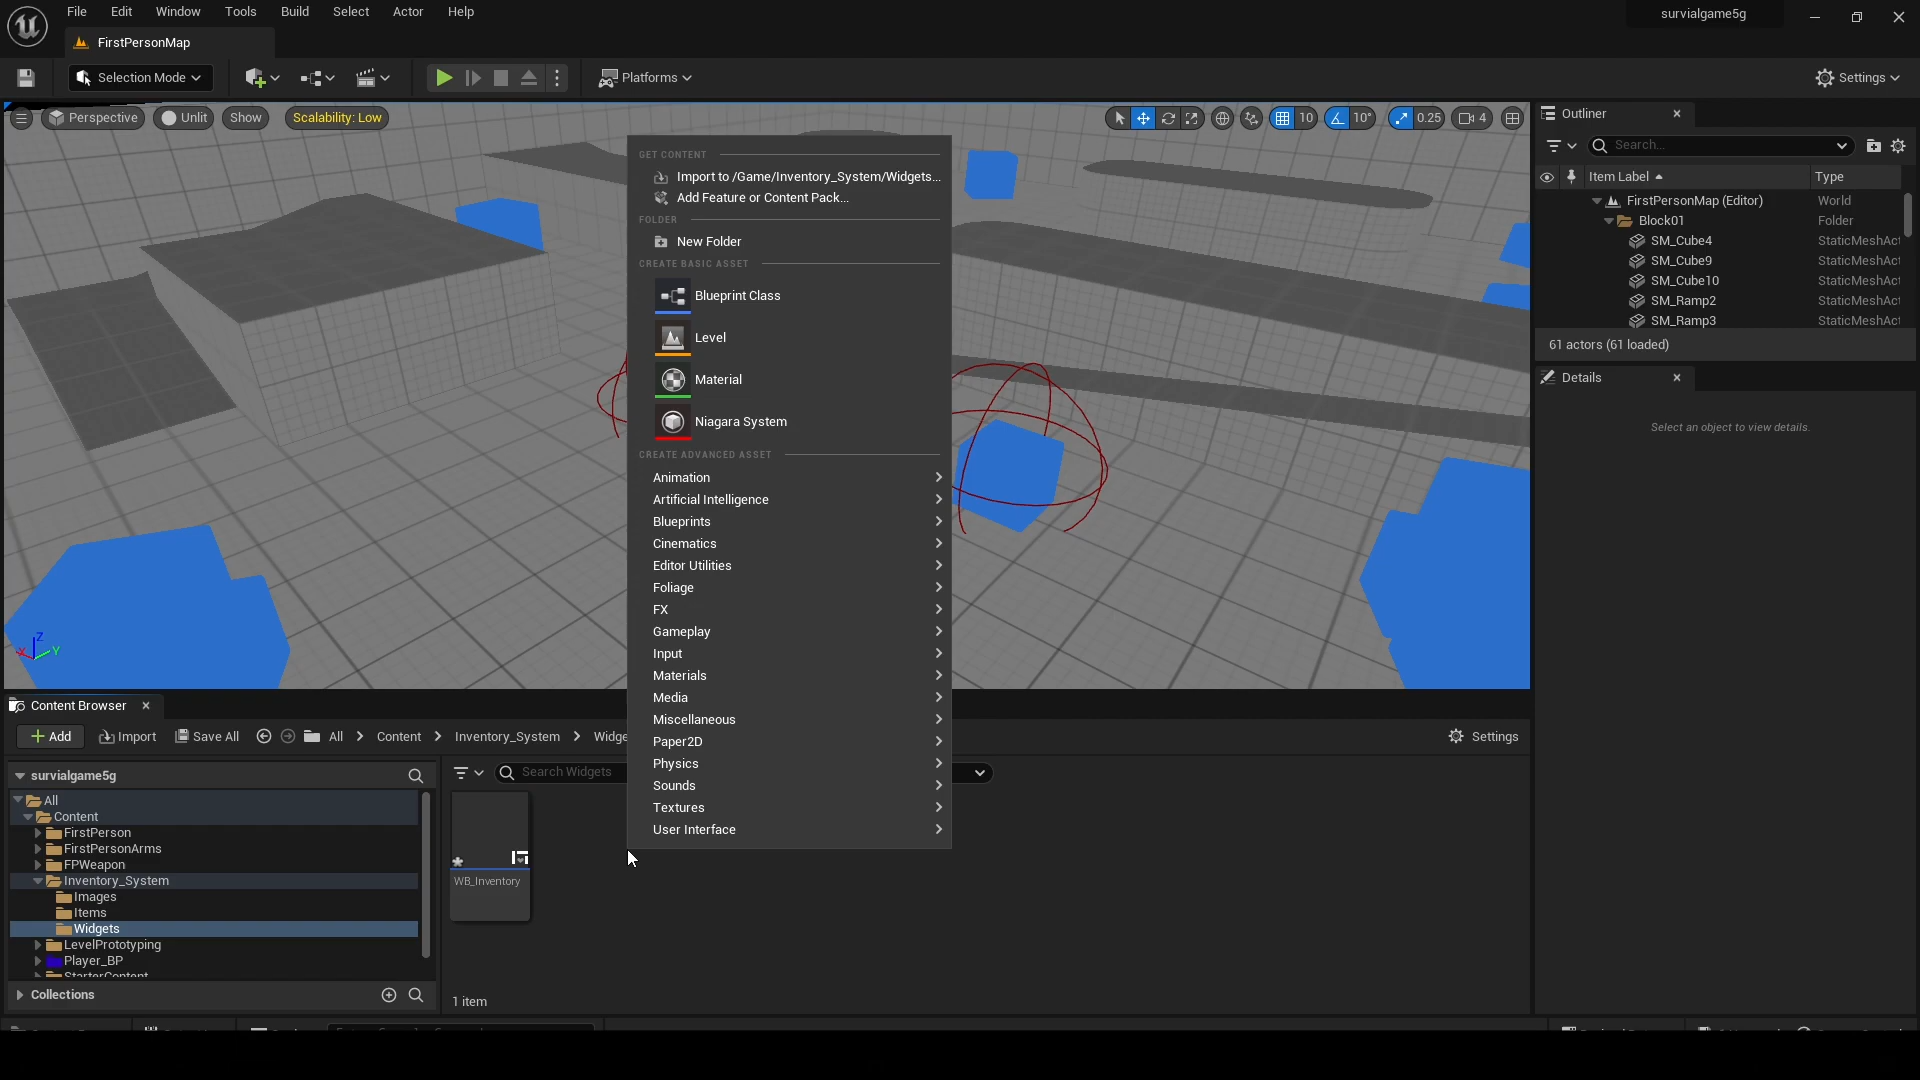 File Edit Window Tools Build Select Actor Help
survialgame5g
FirstPersonMap
Selection Mode
Platforms
Settings
Perspective Unlit Show Scalability: Low
10 10° 0.25 4
GET CONTENT
Import to /Game/Inventory_System/Widgets...
Add Feature or Content Pack...
FOLDER
New Folder
CREATE BASIC ASSET
Blueprint Class
Level
Material
Niagara System
CREATE ADVANCED ASSET
Animation
Artificial Intelligence
Blueprints
Cinematics
Editor Utilities
Foliage
FX
Gameplay
Input
Materials
Media
Miscellaneous
Paper2D
Physics
Sounds
Textures
User Interface
Outliner
Search...
Item Label Type
FirstPersonMap (Editor) World
Block01 Folder
SM_Cube4 StaticMeshAct
SM_Cube9 StaticMeshAct
SM_Cube10 StaticMeshAct
SM_Ramp2 StaticMeshAct
SM_Ramp3 StaticMeshAct
61 actors (61 loaded)
Details
Select an object to view details.
Z
X Y
Content Browser
Add Import Save All All Content Inventory_System Widge
Settings
survialgame5g
All
Content
FirstPerson
FirstPersonArms
FPWeapon
Inventory_System
Images
Items
Widgets
LevelPrototyping
Player_BP
StarterContent
Collections
Search Widgets
WB_Inventory
1 item